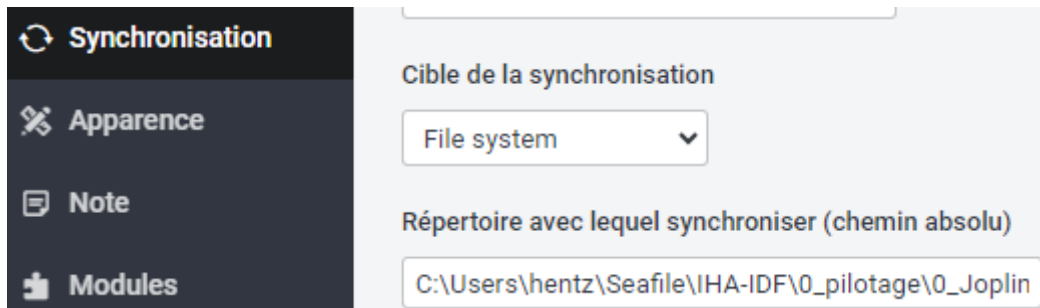 Synchronisation
Cible de la synchronisation
Apparence
File system
Note
Répertoire avec lequel synchroniser (chemin absolu)
Modules
C:\Users\hentz\Seafile\IHA-IDF\0_pilotage\0_Joplin